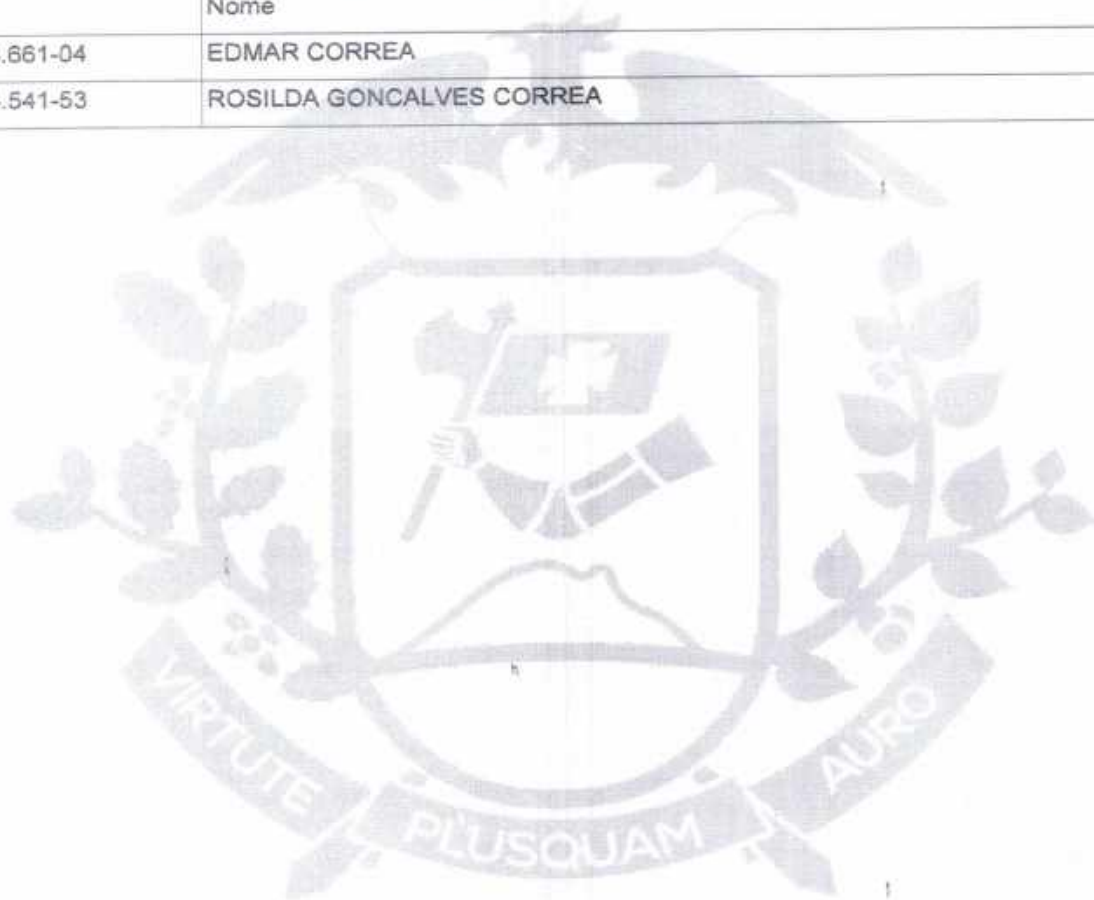 Nome
.661-04 EDMAR CORREA
.541-53 ROSILDA GONCALVES CORREA
VIRTUTE PLUSQUAM AURO